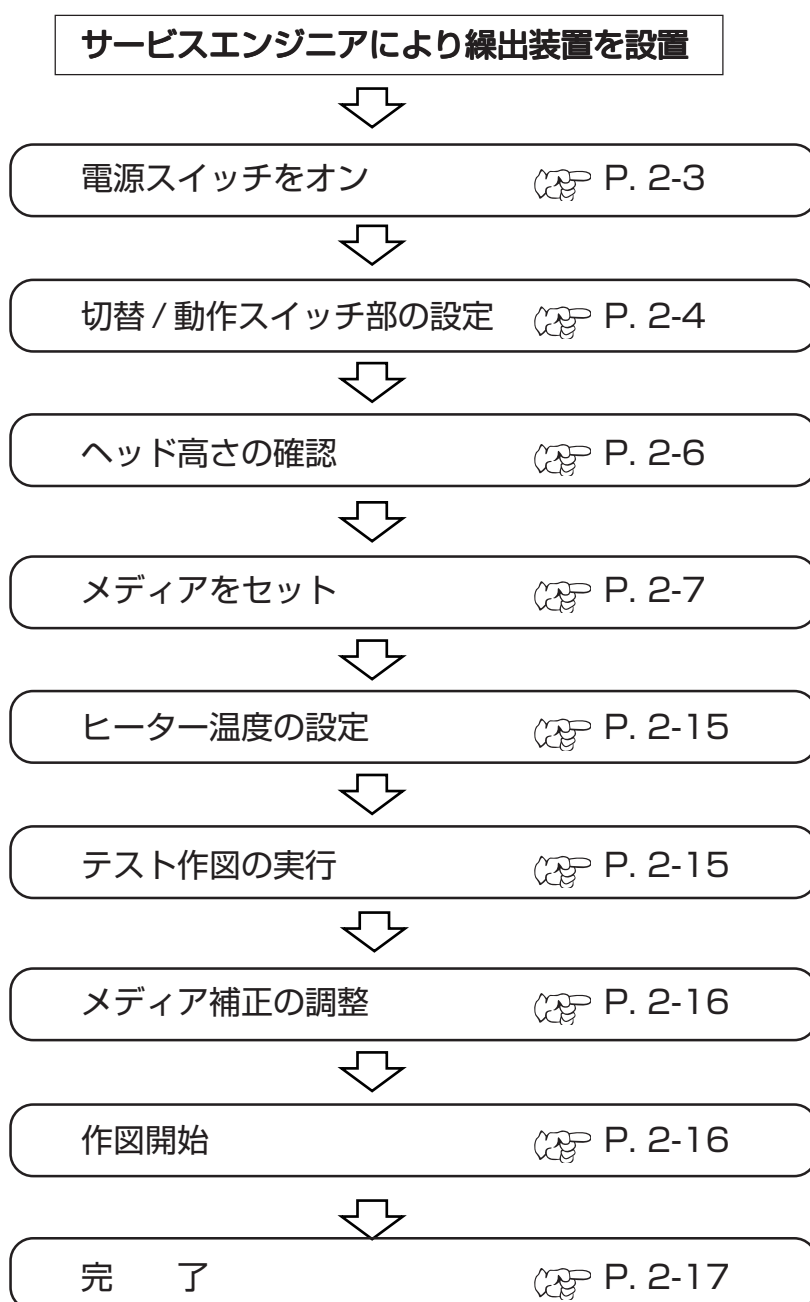 サービスエンジニアにより繰出装置を設置
電源スイッチをオン P. 2-3
切替 / 動作スイッチ部の設定 P. 2-4
ヘッド高さの確認 P. 2-6
メディアをセット P. 2-7
ヒーター温度の設定 P. 2-15
テスト作図の実行 P. 2-15
メディア補正の調整 P. 2-16
作図開始 P. 2-16
完　了 P. 2-17